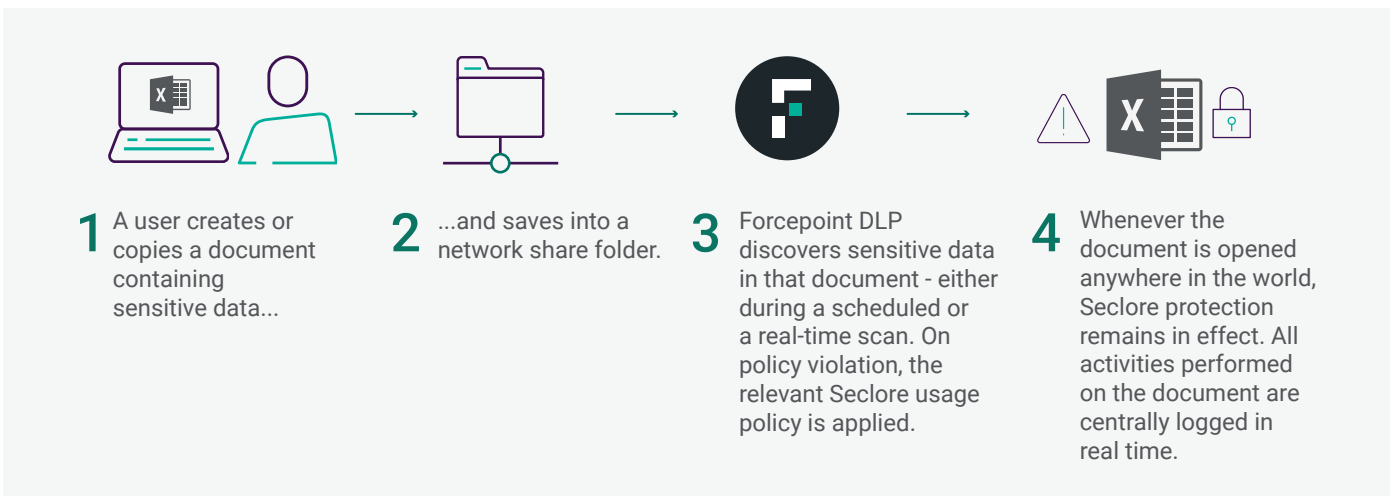 X
X
1
A user creates or
copies a document
containing
sensitive data...
2
...and saves into a
network share folder.
3
Forcepoint DLP
discovers sensitive data
in that document - either
during a scheduled or
a real-time scan. On
policy violation, the
relevant Seclore usage
policy is applied.
4
Whenever the
document is opened
anywhere in the world,
Seclore protection
remains in effect. All
activities performed
on the document are
centrally logged in
real time.